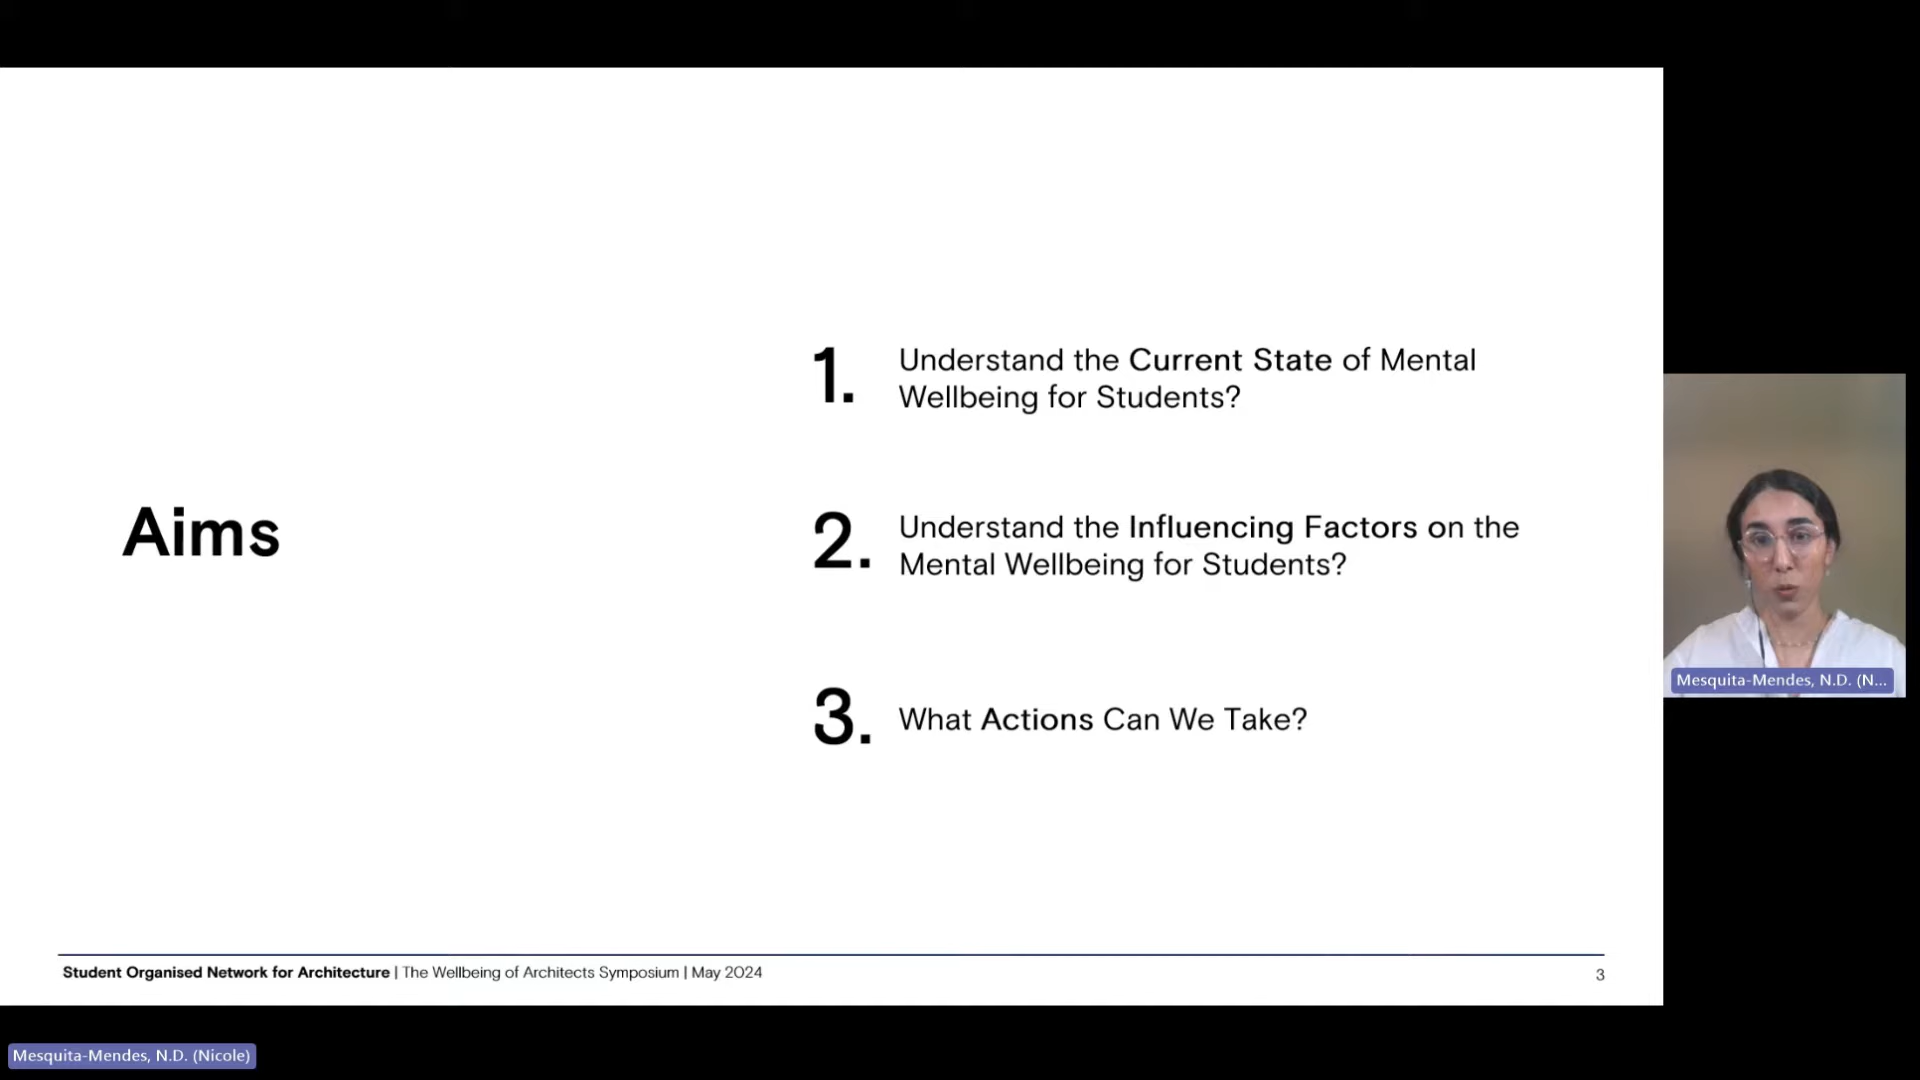 Aims
1.
Understand the Current State of Mental
Wellbeing for Students?
2.
Understand the Influencing Factors on the
Mental Wellbeing for Students?
3.
What Actions Can We Take?
Mesquita-Mendes, N.D. (N...
Student Organised Network for Architecture | The Wellbeing of Architects Symposium | May 2024
3
Mesquita-Mendes, N.D. (Nicole)